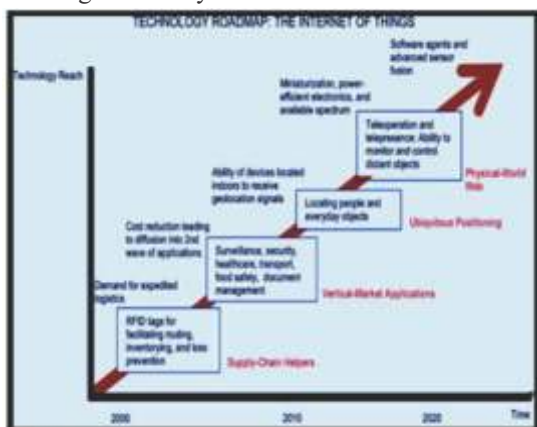 TECHNOLOGY ROADMAP: THE INTERNET OF THINGS
Software agents and
advanced sensor
fusion
Technology Reach
Miniaturization, power-
efficient electronics, and
available spectrum
Teleoperation and
telepresence: Ability to
monitor and control
distant objects
Physical-World
Web
Ability of devices located
indoors to receive
geolocation signals
Locating people and
everyday objects
Ubiquitous Positioning
Cost reduction leading
to diffusion into 2nd
wave of applications
Surveillance, security,
healthcare, transport,
food safety, document
management
Vertical-Market Applications
Demand for expedited
logistics
RFID tags for
facilitating routing,
inventorying, and loss
prevention
Supply-Chain Helpers
2000
2010
2020
Time